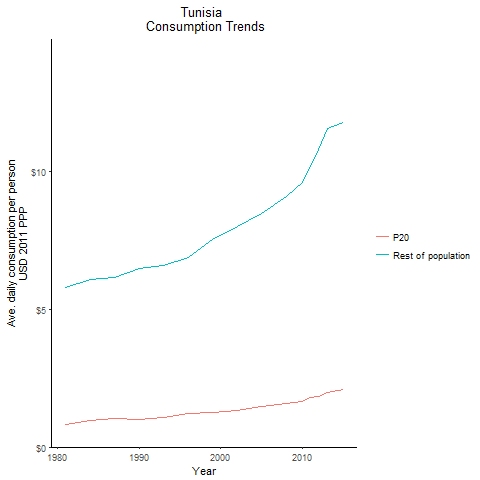 Tunisia
Consumption Trends
Ave. daily consumption per person
USD 2011 PPP
$10
$5
$0
1980
1990
2000
2010
Year
P20
Rest of population